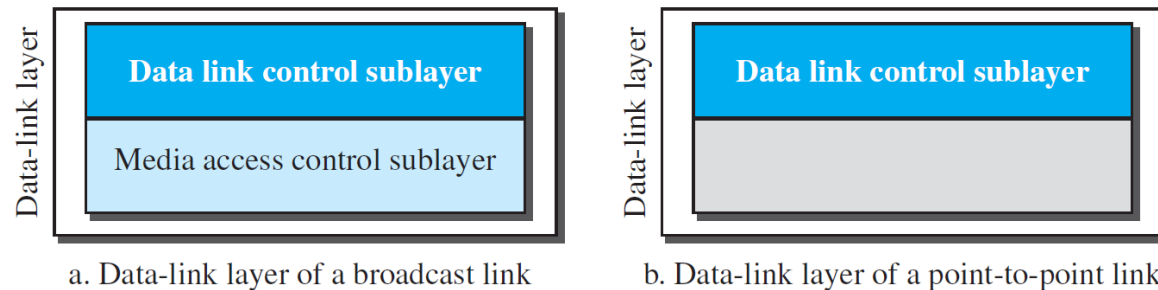 Data-link layer
Data link control sublayer
Media access control sublayer
a. Data-link layer of a broadcast link
Data-link layer
Data link control sublayer
b. Data-link layer of a point-to-point link